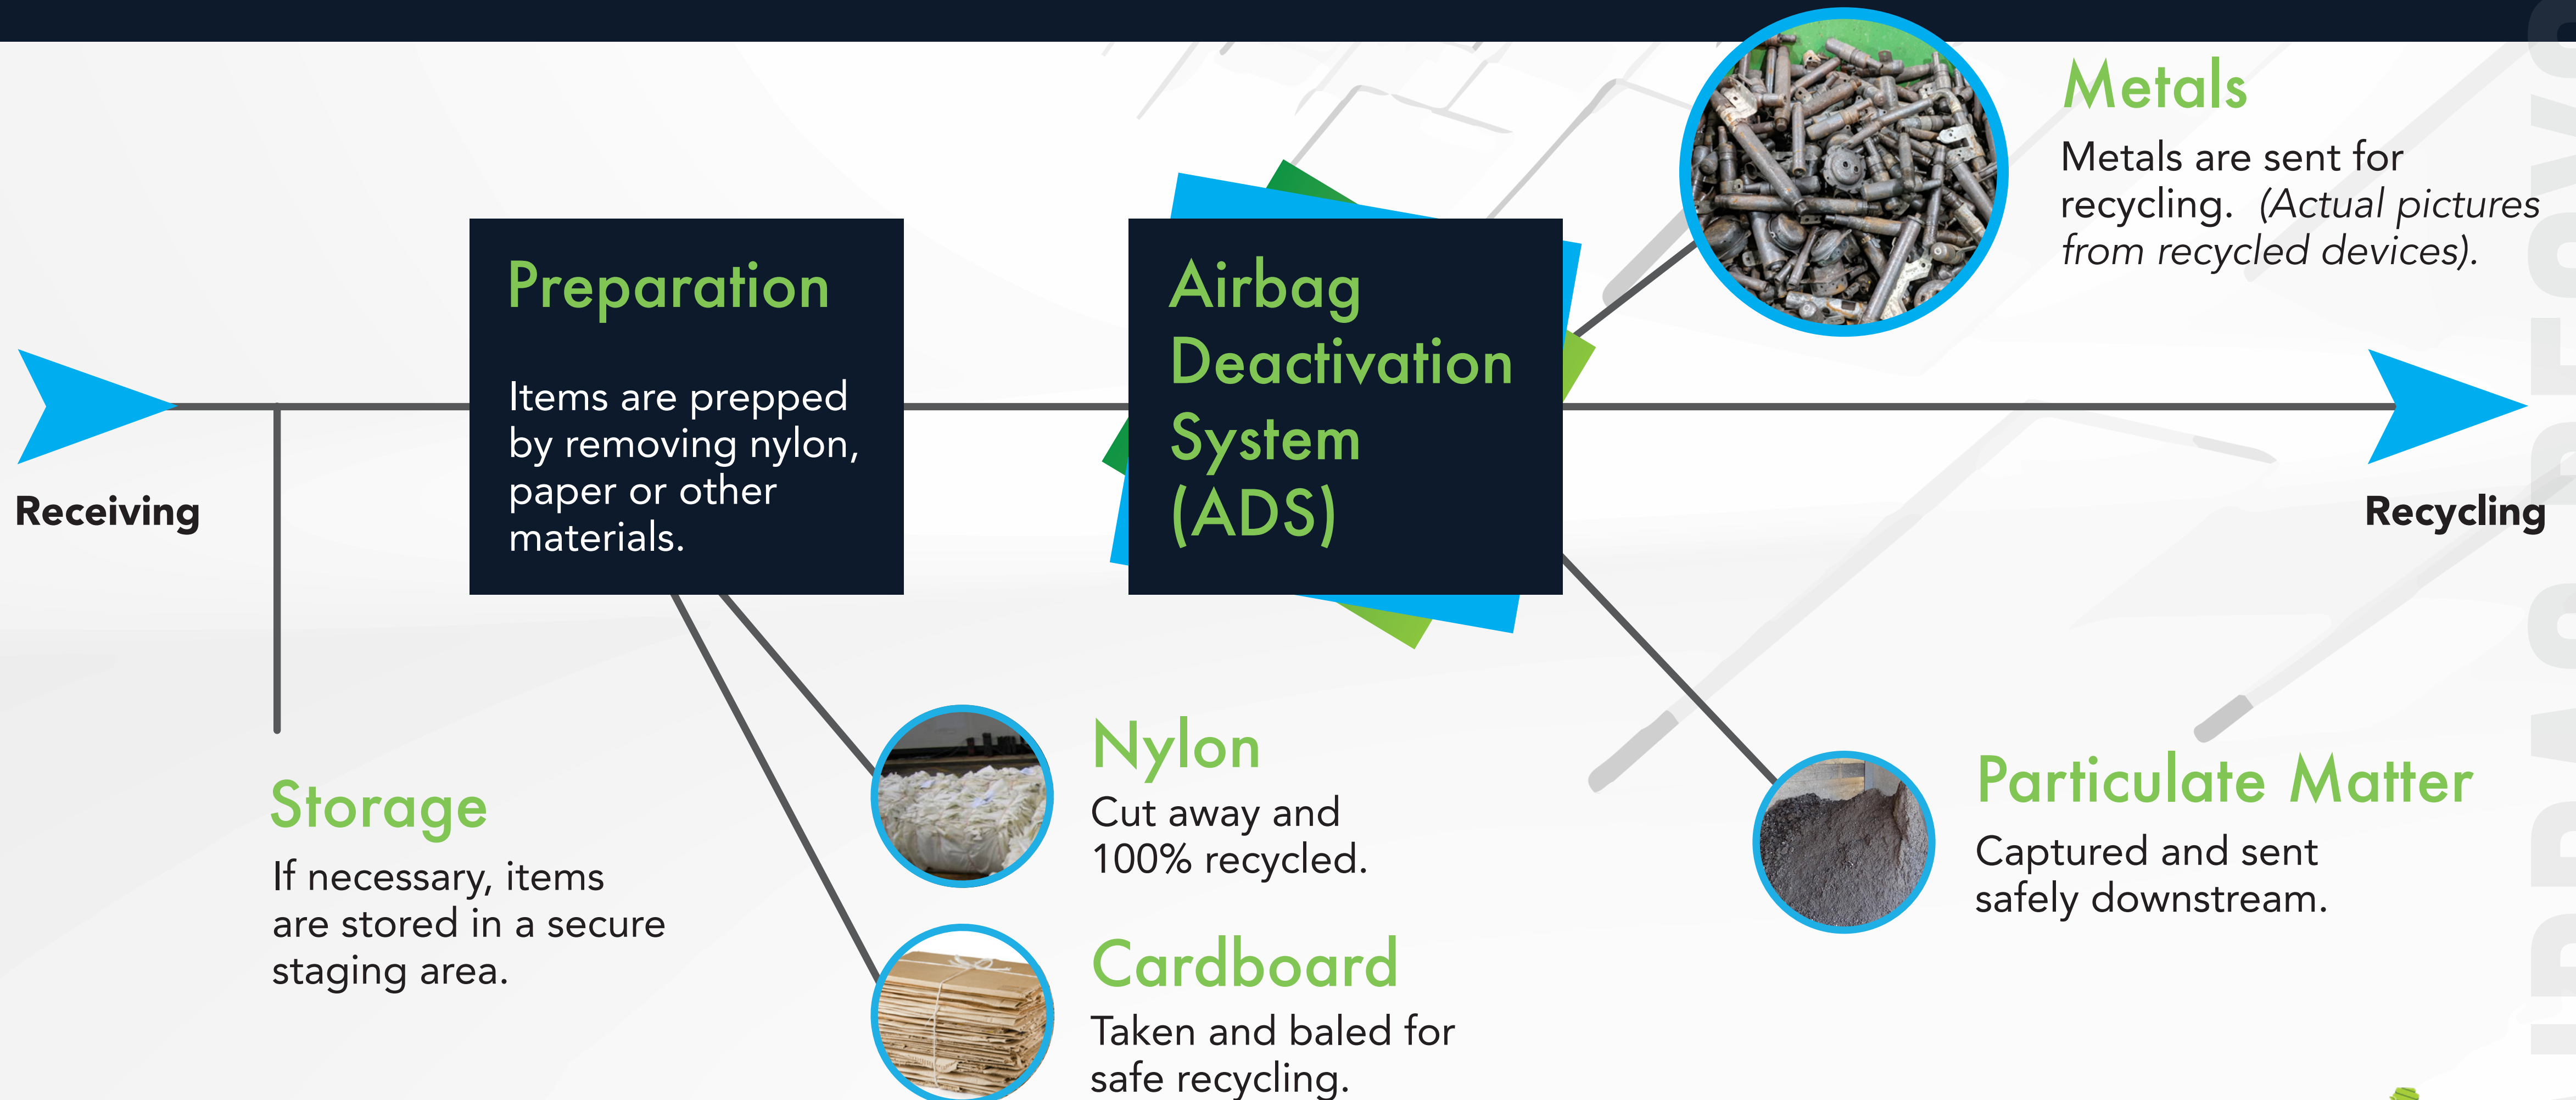 Metals
Metals are sent for
recycling. (Actual pictures
from recycled devices).
Preparation
Items are prepped
by removing nylon,
paper or other
materials.
Airbag
Deactivation
System
(ADS)
Receiving
Recycling
Storage
If necessary, items
are stored in a secure
staging area.
Nylon
Cut away and
100% recycled.
Cardboard
Taken and baled for
safe recycling.
Particulate Matter
Captured and sent
safely downstream.